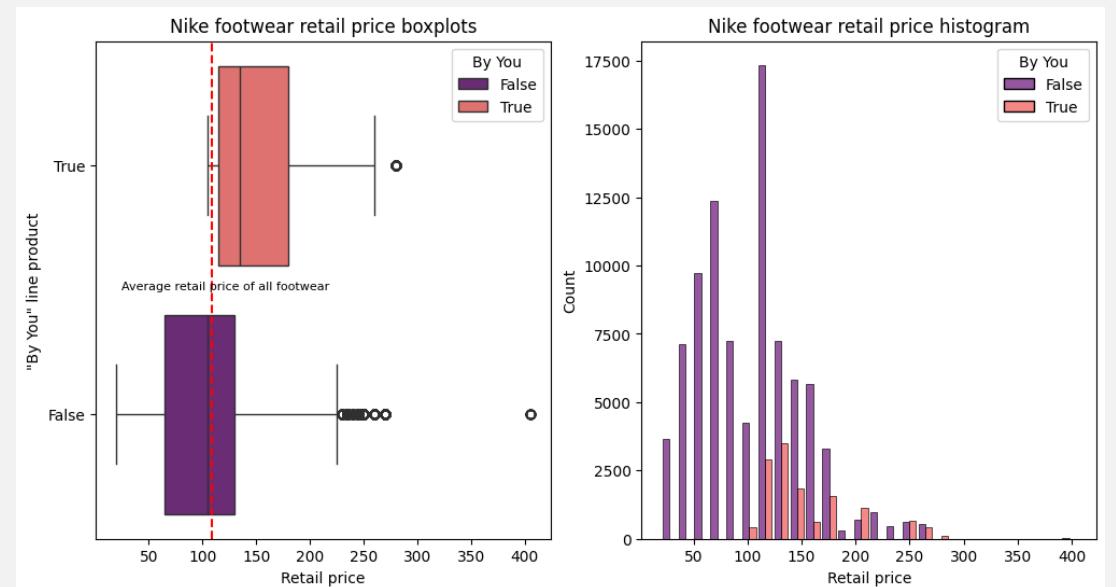 Nike footwear retail price boxplots
By You
False
True
True
Average retail price of all footwear
False
"By You" line product
50 100 150 200 250 300 350 400
Retail price
Nike footwear retail price histogram
By You
False
True
17500
15000
12500
10000
7500
5000
2500
0
Count
50 100 150 200 250 300 350 400
Retail price